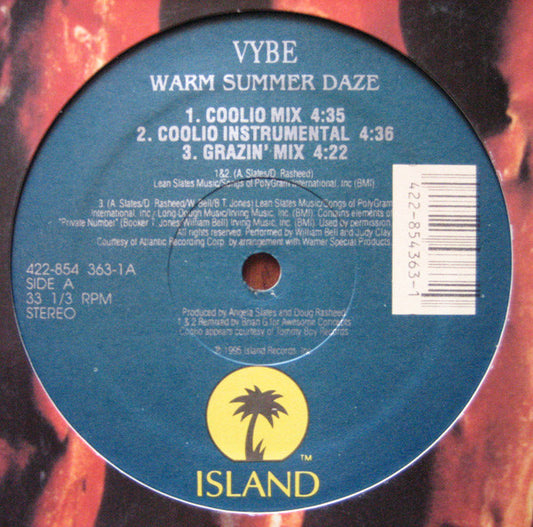 VYBE
WARM SUMMER DAZE
1. COOLIO MIX 4:35
2. COOLIO INSTRUMENTAL 4:36
3. GRAZIN' MIX 4:22
1&2. (A. Slates/D. Rasheed)
Lean Slates Music/Songs of PolyGram International, Inc (BMI)
3. (A. Slates/D. Rasheed/W. Bell/B T. Jones) Lean Slates Music/Songs of PolyGram
International, Inc / Long Dough Music/Irving Music, Inc. (BMI). Contains elements of
"Private Number" (Booker T. Jones/William Bell) Irving Music, Inc. (BMI). Used by permission.
All rights reserved. Performed by William Bell and Judy Clay
Courtesy of Atlantic Recording Corp. by arrangement with Warner Special Products.
422-854363-1
422-854 363-1A
SIDE A
33 1/3 RPM
STEREO
Produced by Angela Slates and Doug Rasheed
1 & 2 Remixed by Brian G for Awesome Concepts
Coolio appears courtesy of Tommy Boy Records
℗ 1995 Island Records, Inc.
TM
ISLAND